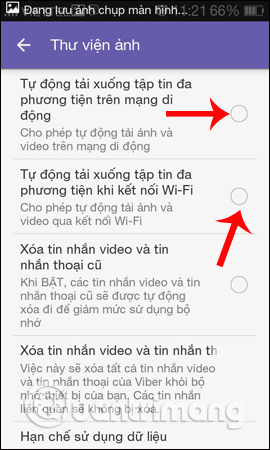 Đang lưu ảnh chụp màn hình...
11:21
66%
Thư viện ảnh
Tự động tải xuống tập tin đa
phương tiện trên mạng di
động
Cho phép tự động tải ảnh và
video trên mạng di động
Tự động tải xuống tập tin đa
phương tiện khi kết nối Wi-Fi
Cho phép tự động tải ảnh và
video qua kết nối Wi-Fi
Xóa tin nhắn video và tin
nhắn thoại cũ
Khi BẬT, các tin nhắn video và
tin nhắn thoại cũ sẽ được tự động
xóa đi để giảm mức sử dụng bộ
nhớ
Xóa tin nhắn video và tin nhắn th
Việc này sẽ xóa tất cả tin nhắn video
và tin nhắn thoại của Viber khỏi bộ
nhớ thiết bị của bạn. Các tin nhắn
liên quan sẽ không bị xóa.
Hạn chế sử dụng dữ liệu
quantrimang